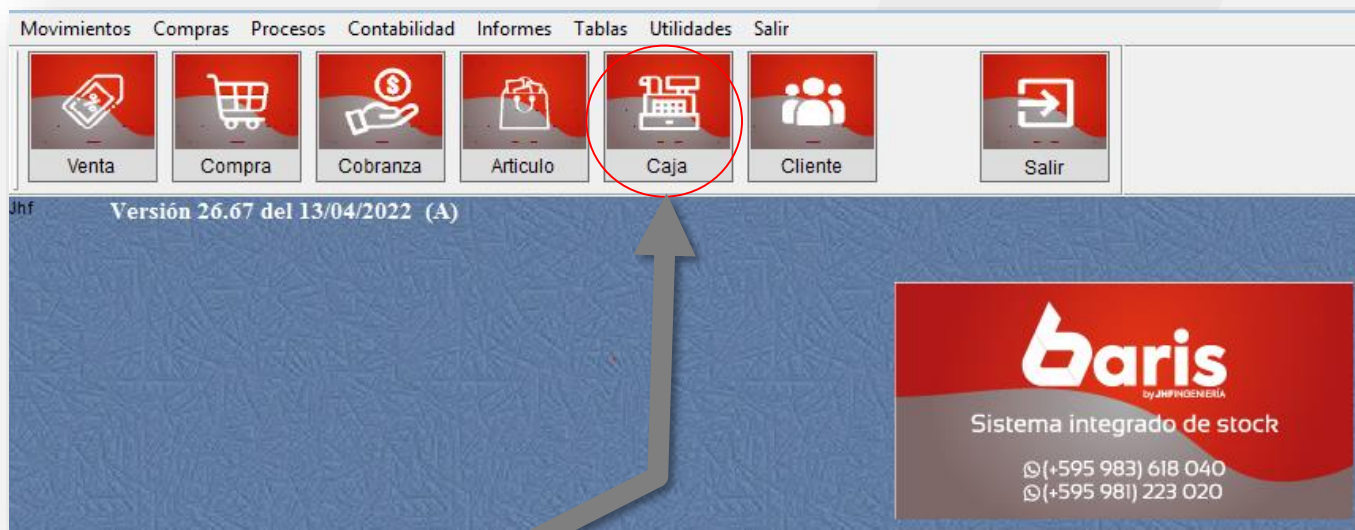 Movimientos Compras Procesos Contabilidad Informes Tablas Utilidades Salir
Venta Compra Cobranza Articulo Caja Cliente Salir
Jhf Versión 26.67 del 13/04/2022 (A)
baris
by JHFINGENIERÍA
Sistema integrado de stock
(+595 983) 618 040
(+595 981) 223 020